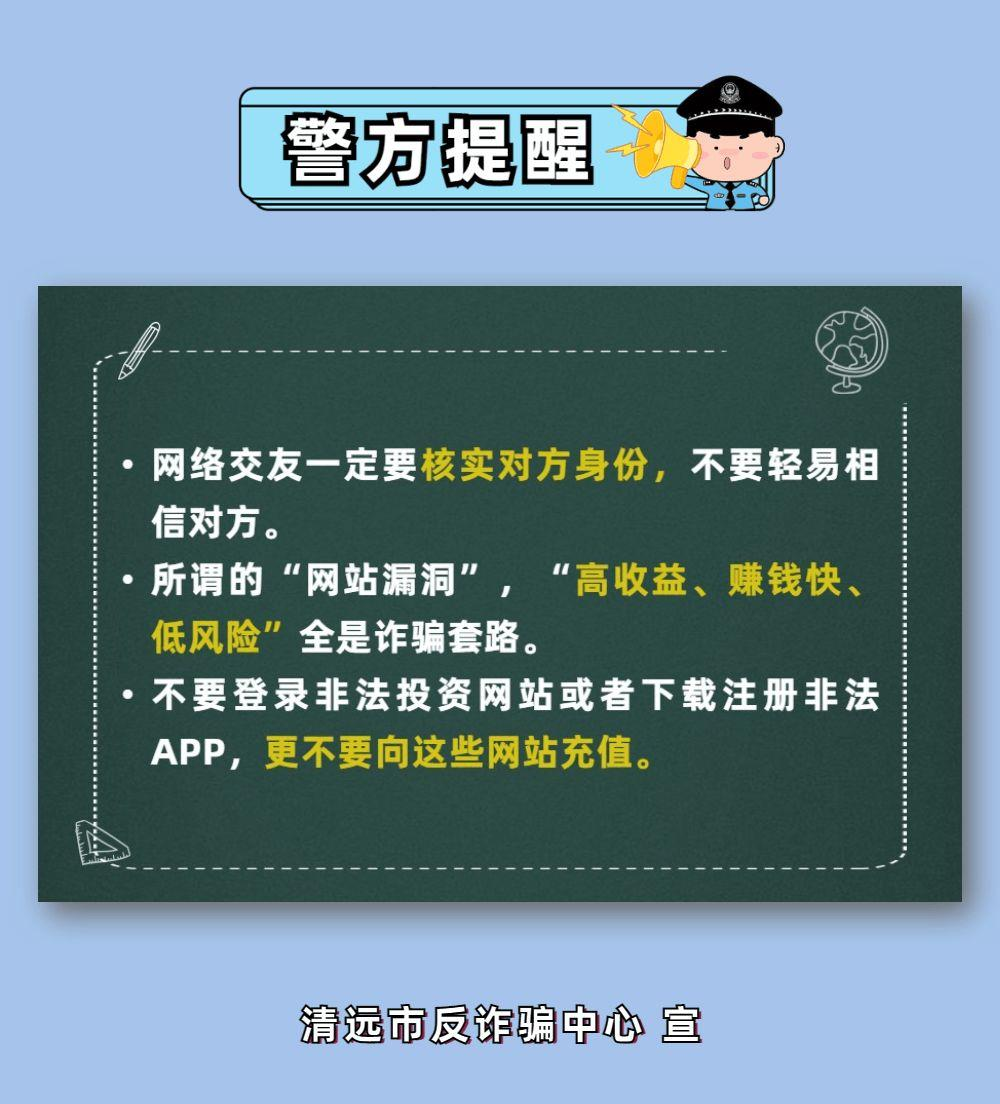 警方提醒
• 网络交友一定要核实对方身份，不要轻易相
信对方。
• 所谓的“网站漏洞”，“高收益、赚钱快、
低风险”全是诈骗套路。
• 不要登录非法投资网站或者下载注册非法
APP，更不要向这些网站充值。
清远市反诈骗中心 宣